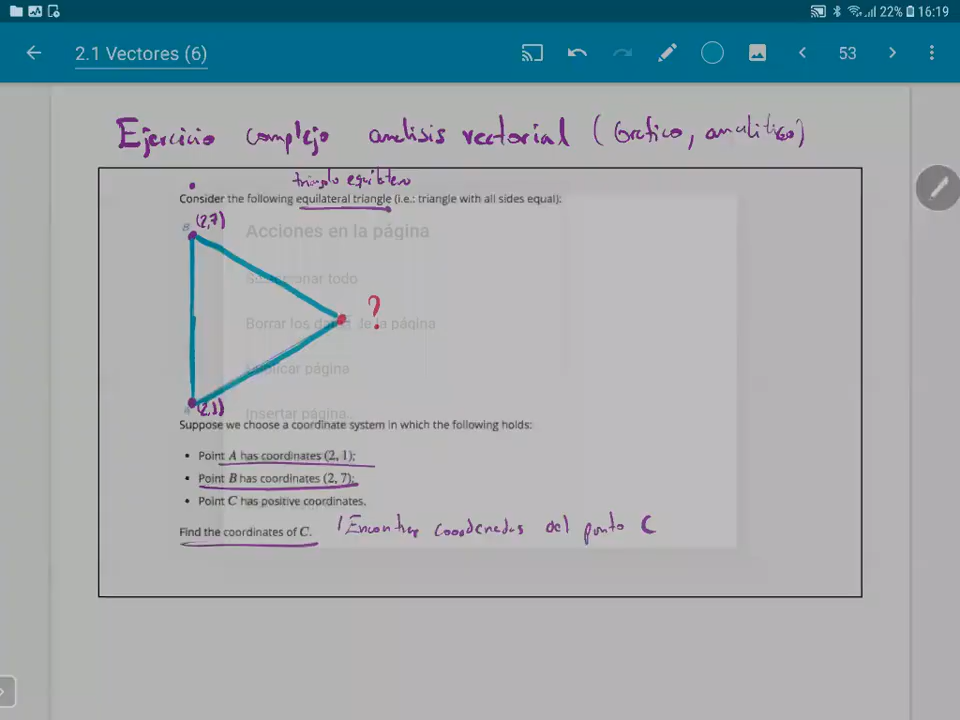 22% 16:19
2.1 Vectores (6)
53
Ejercicio complejo analisis vectorial (Grafico, analitico)
triangulo equilatero
Consider the following equilateral triangle (i.e.: triangle with all sides equal):
B (2,7)
Acciones en la página
Seleccionar todo
?
Borrar los datos de la página
Duplicar página
A (2,1)
Insertar página...
Suppose we choose a coordinate system in which the following holds:
• Point A has coordinates (2, 1);
• Point B has coordinates (2, 7);
• Point C has positive coordinates.
Find the coordinates of C. / Encontrar coordenadas del punto C